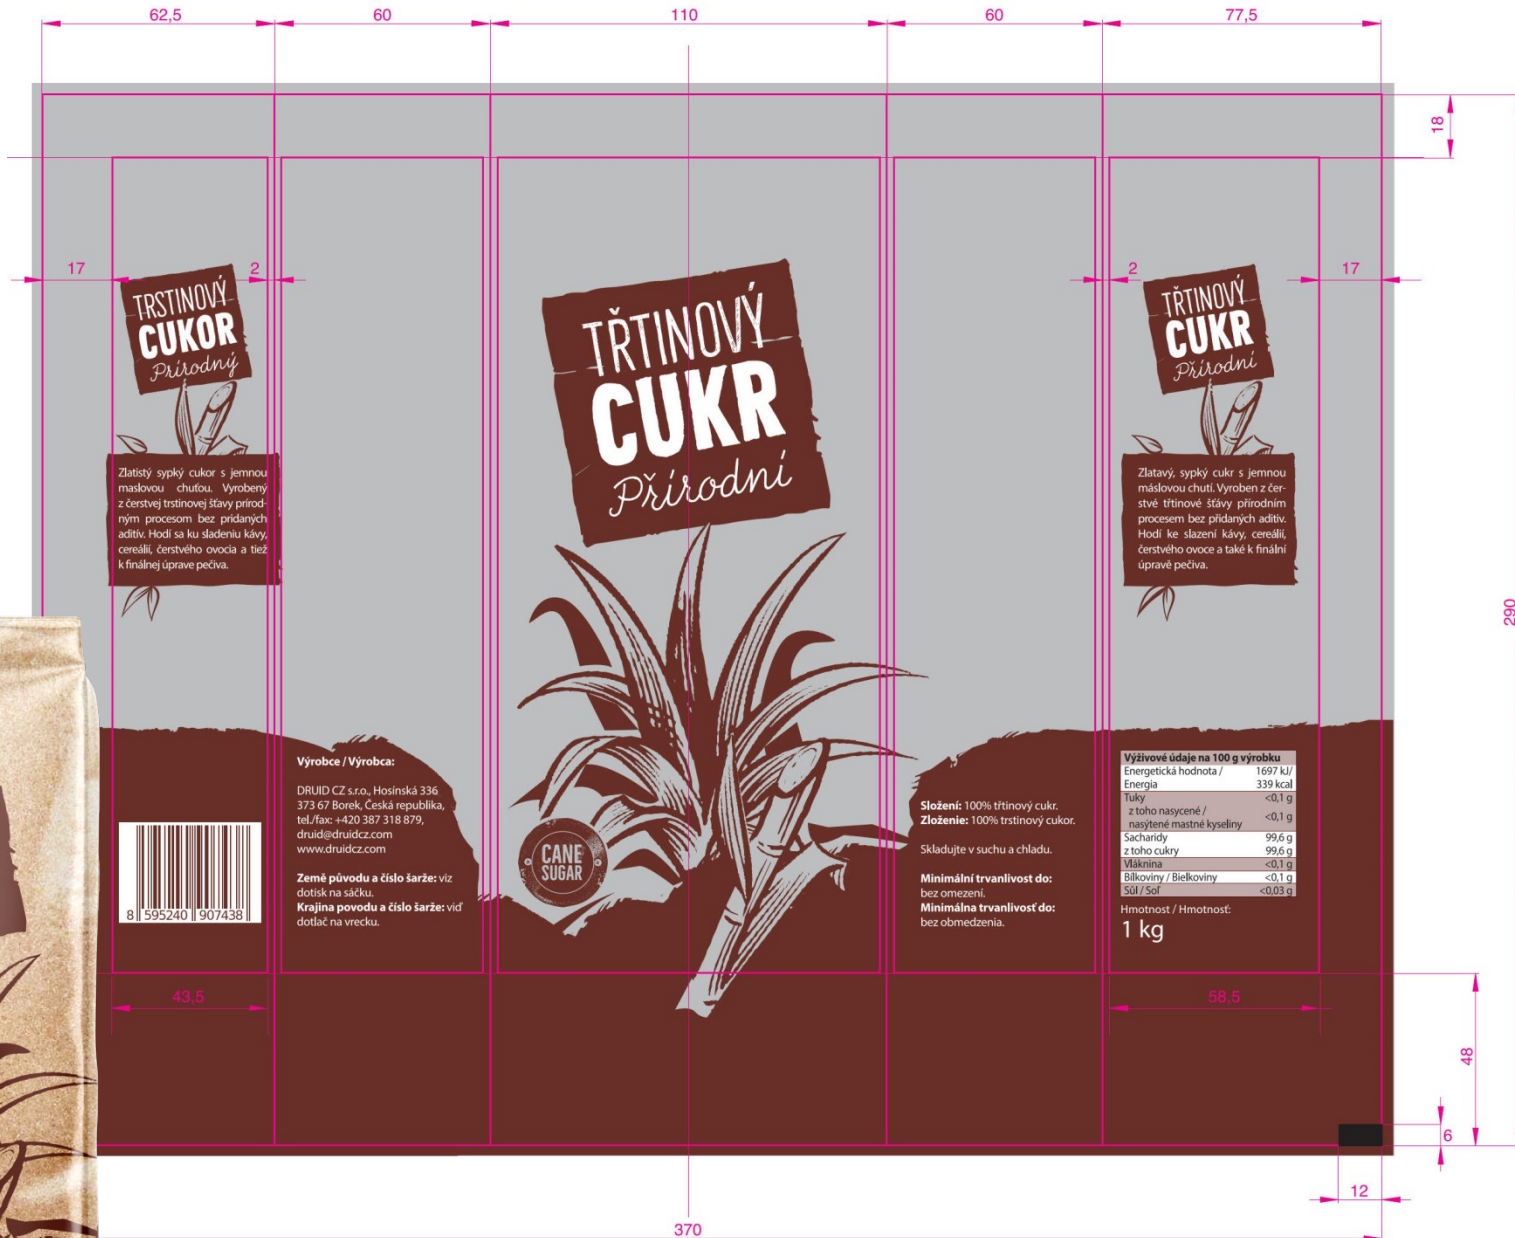 62,5
60
110
60
77,5
18
17
2
2
17
TRSTINOVÝ
CUKOR
Prírodný
Zlatistý sypký cukor s jemnou
maslovou chuťou. Vyrobený
z čerstvej trstinovej šťavy prírod-
ným procesom bez pridaných
aditív. Hodí sa ku sladeniu kávy,
cereálií, čerstvého ovocia a tiež
k finálnej úprave pečiva.
8 595240 907438
43,5
Výrobce / Výrobca:
DRUID CZ s.r.o., Hosínská 336
373 67 Borek, Česká republika,
tel./fax: +420 387 318 879,
druid@druidcz.com
www.druidcz.com
Země původu a číslo šarže: viz
dotisk na sáčku.
Krajina povodu a číslo šarže: viď
dotlač na vrecku.
TŘTINOVÝ
CUKR
Přírodní
CANE
SUGAR
Složení: 100% třtinový cukr.
Zloženie: 100% trstinový cukor.
Skladujte v suchu a chladu.
Minimální trvanlivost do:
bez omezení.
Minimálna trvanlivosť do:
bez obmedzenia.
TŘTINOVÝ
CUKR
Přírodní
Zlatavý, sypký cukr s jemnou
máslovou chutí. Vyroben z čer-
stvé třtinové šťávy přírodním
procesem bez přidaných aditiv.
Hodí ke slazení kávy, cereálií,
čerstvého ovoce a také k finální
úpravě pečiva.
Výživové údaje na 100 g výrobku
Energetická hodnota / 1697 kJ/
Energia 339 kcal
Tuky <0,1 g
z toho nasycené /
nasýtené mastné kyseliny <0,1 g
Sacharidy 99,6 g
z toho cukry 99,6 g
Vláknina <0,1 g
Bílkoviny / Bielkoviny <0,1 g
Sůl / Soľ <0,03 g
Hmotnost / Hmotnosť:
1 kg
58,5
290
48
6
12
370